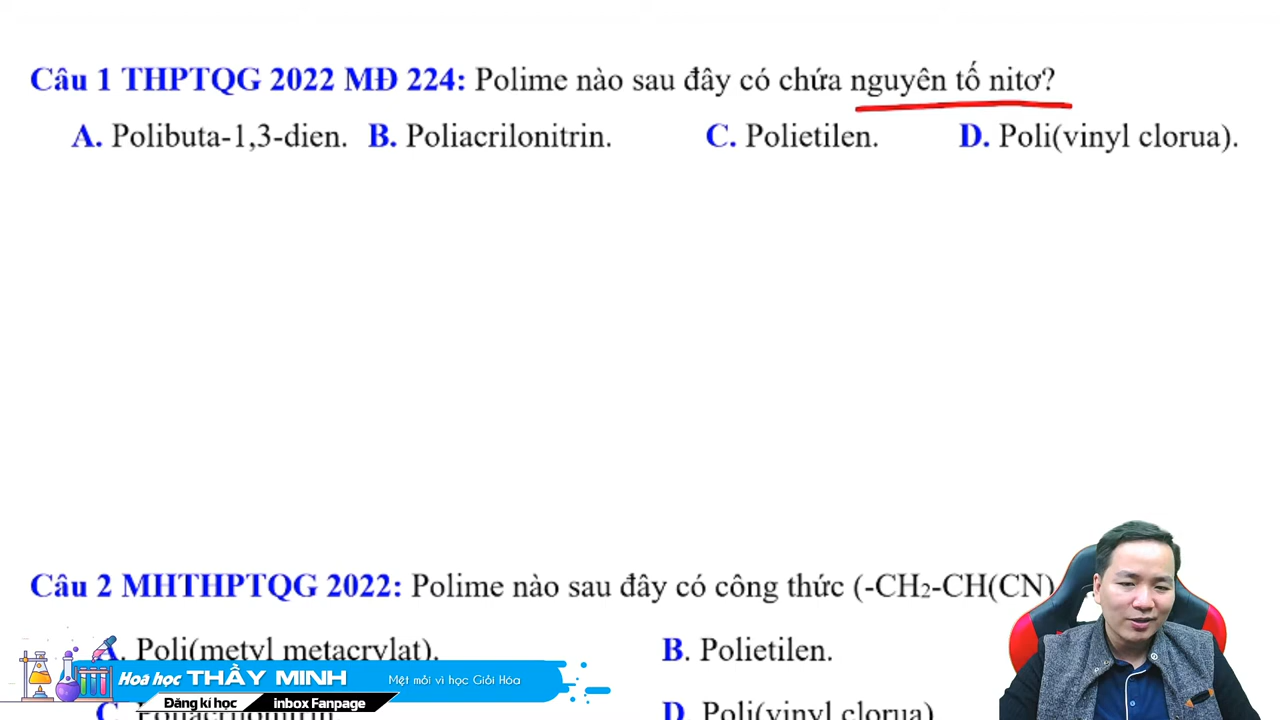 Câu 1 THPTQG 2022 MĐ 224: Polime nào sau đây có chứa nguyên tố nitơ?
A. Polibuta-1,3-dien. B. Poliacrilonitrin. C. Polietilen. D. Poli(vinyl clorua).
Câu 2 MHTHPTQG 2022: Polime nào sau đây có công thức (-CH₂-CH(CN)
A. Poli(metyl metacrylat). B. Polietilen.
C. Poliacrilonitrin. D. Poli(vinyl clorua)
Hoá học THẦY MINH Mệt mỏi vì học Giỏi Hóa
Đăng kí học inbox Fanpage